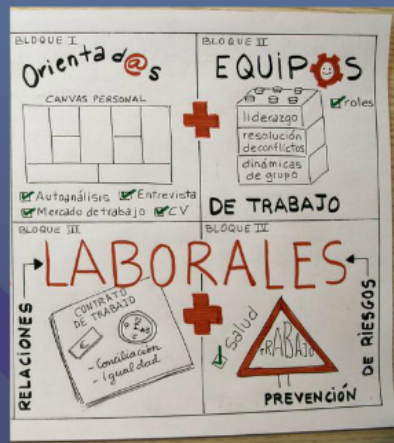 BLOQUE I
Orientad@s
CANVAS PERSONAL
Autoanálisis Entrevista
Mercado de trabajo CV
BLOQUE II
EQUIPOS
roles
liderazgo
resolución
de conflictos
dinámicas
de grupo
DE TRABAJO
BLOQUE III
BLOQUE IV
LABORALES
RELACIONES
CONTRATO
DE TRABAJO
€
- Conciliación
- Igualdad
Salud
TRABAJO
PREVENCIÓN
DE RIESGOS